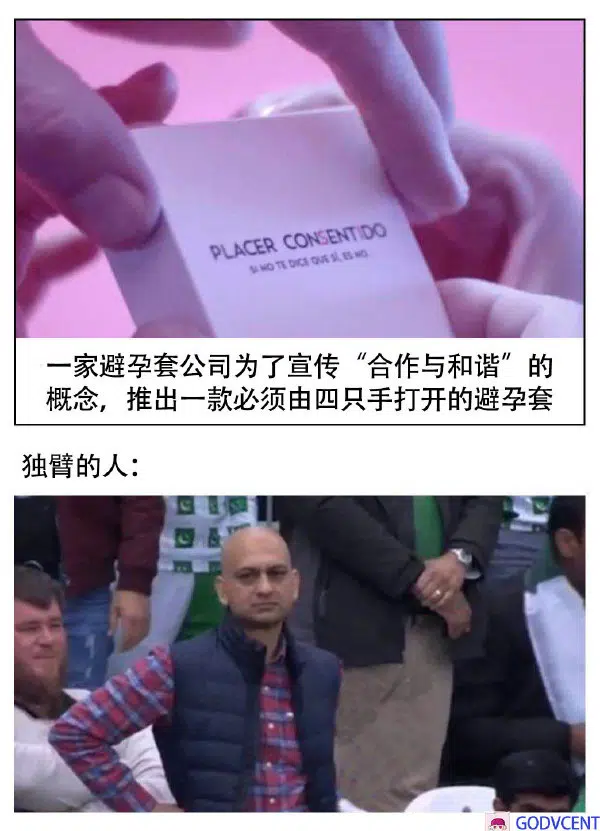 PLACER CONSENTIDO
SI NO TE DICE QUE SÍ, ES NO.
一家避孕套公司为了宣传“合作与和谐”的
概念，推出一款必须由四只手打开的避孕套
独臂的人：
GODVCENT